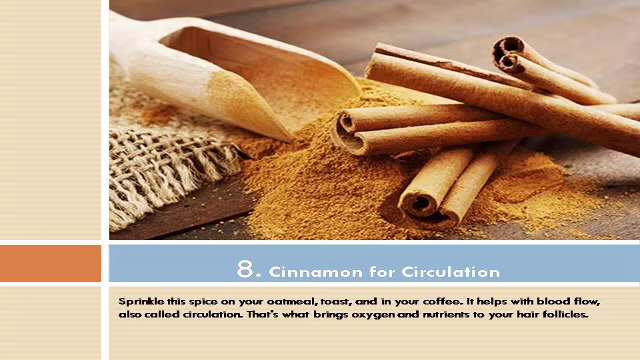 8. Cinnamon for Circulation
Sprinkle this spice on your oatmeal, toast, and in your coffee. It helps with blood flow,
also called circulation. That's what brings oxygen and nutrients to your hair follicles.